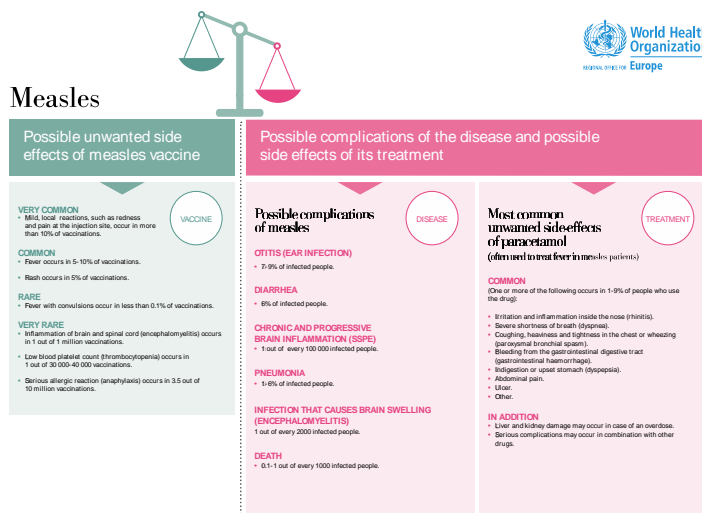 World Health
Organization
REGIONAL OFFICE FOR Europe
Measles
Possible unwanted side
effects of measles vaccine
Possible complications of the disease and possible
side effects of its treatment
VACCINE
VERY COMMON
• Mild, local reactions, such as redness
and pain at the injection site, occur in more
than 10% of vaccinations.
COMMON
• Fever occurs in 5-10% of vaccinations.
• Rash occurs in 5% of vaccinations.
RARE
• Fever with convulsions occur in less than 0.1% of vaccinations.
VERY RARE
• Inflammation of brain and spinal cord (encephalomyelitis) occurs
in 1 out of 1 million vaccinations.
• Low blood platelet count (thrombocytopenia) occurs in
1 out of 30 000-40 000 vaccinations.
• Serious allergic reaction (anaphylaxis) occurs in 3.5 out of
10 million vaccinations.
DISEASE
Possible complications
of measles
OTITIS (EAR INFECTION)
• 7-9% of infected people.
DIARRHEA
• 6% of infected people.
CHRONIC AND PROGRESSIVE
BRAIN INFLAMMATION (SSPE)
• 1 out of every 100 000 infected people.
PNEUMONIA
• 1-6% of infected people.
INFECTION THAT CAUSES BRAIN SWELLING
(ENCEPHALOMYELITIS)
1 out of every 2000 infected people.
DEATH
• 0.1-1 out of every 1000 infected people.
TREATMENT
Most common
unwanted side-effects
of paracetamol
(often used to treat fever in measles patients)
COMMON
(One or more of the following occurs in 1-9% of people who use
the drug):
• Irritation and inflammation inside the nose (rhinitis).
• Severe shortness of breath (dyspnea).
• Coughing, heaviness and tightness in the chest or wheezing
(paroxysmal bronchial spasm).
• Bleeding from the gastrointestinal digestive tract
(gastrointestinal haemorrhage).
• Indigestion or upset stomach (dyspepsia).
• Abdominal pain.
• Ulcer.
• Other.
IN ADDITION
• Liver and kidney damage may occur in case of an overdose.
• Serious complications may occur in combination with other
drugs.